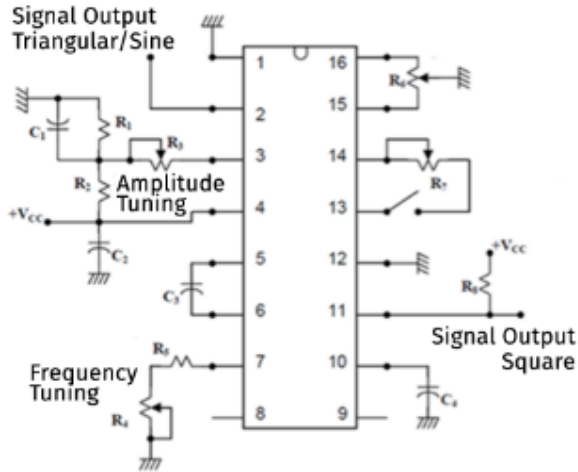 Signal Output
Triangular/Sine
1
16
R6
2
15
C1
R1
R3
3
14
R7
R2
Amplitude
Tuning
+Vcc
4
13
C2
5
12
+Vcc
C3
R8
6
11
Signal Output
Square
R5
7
10
Frequency
Tuning
C4
R4
8
9